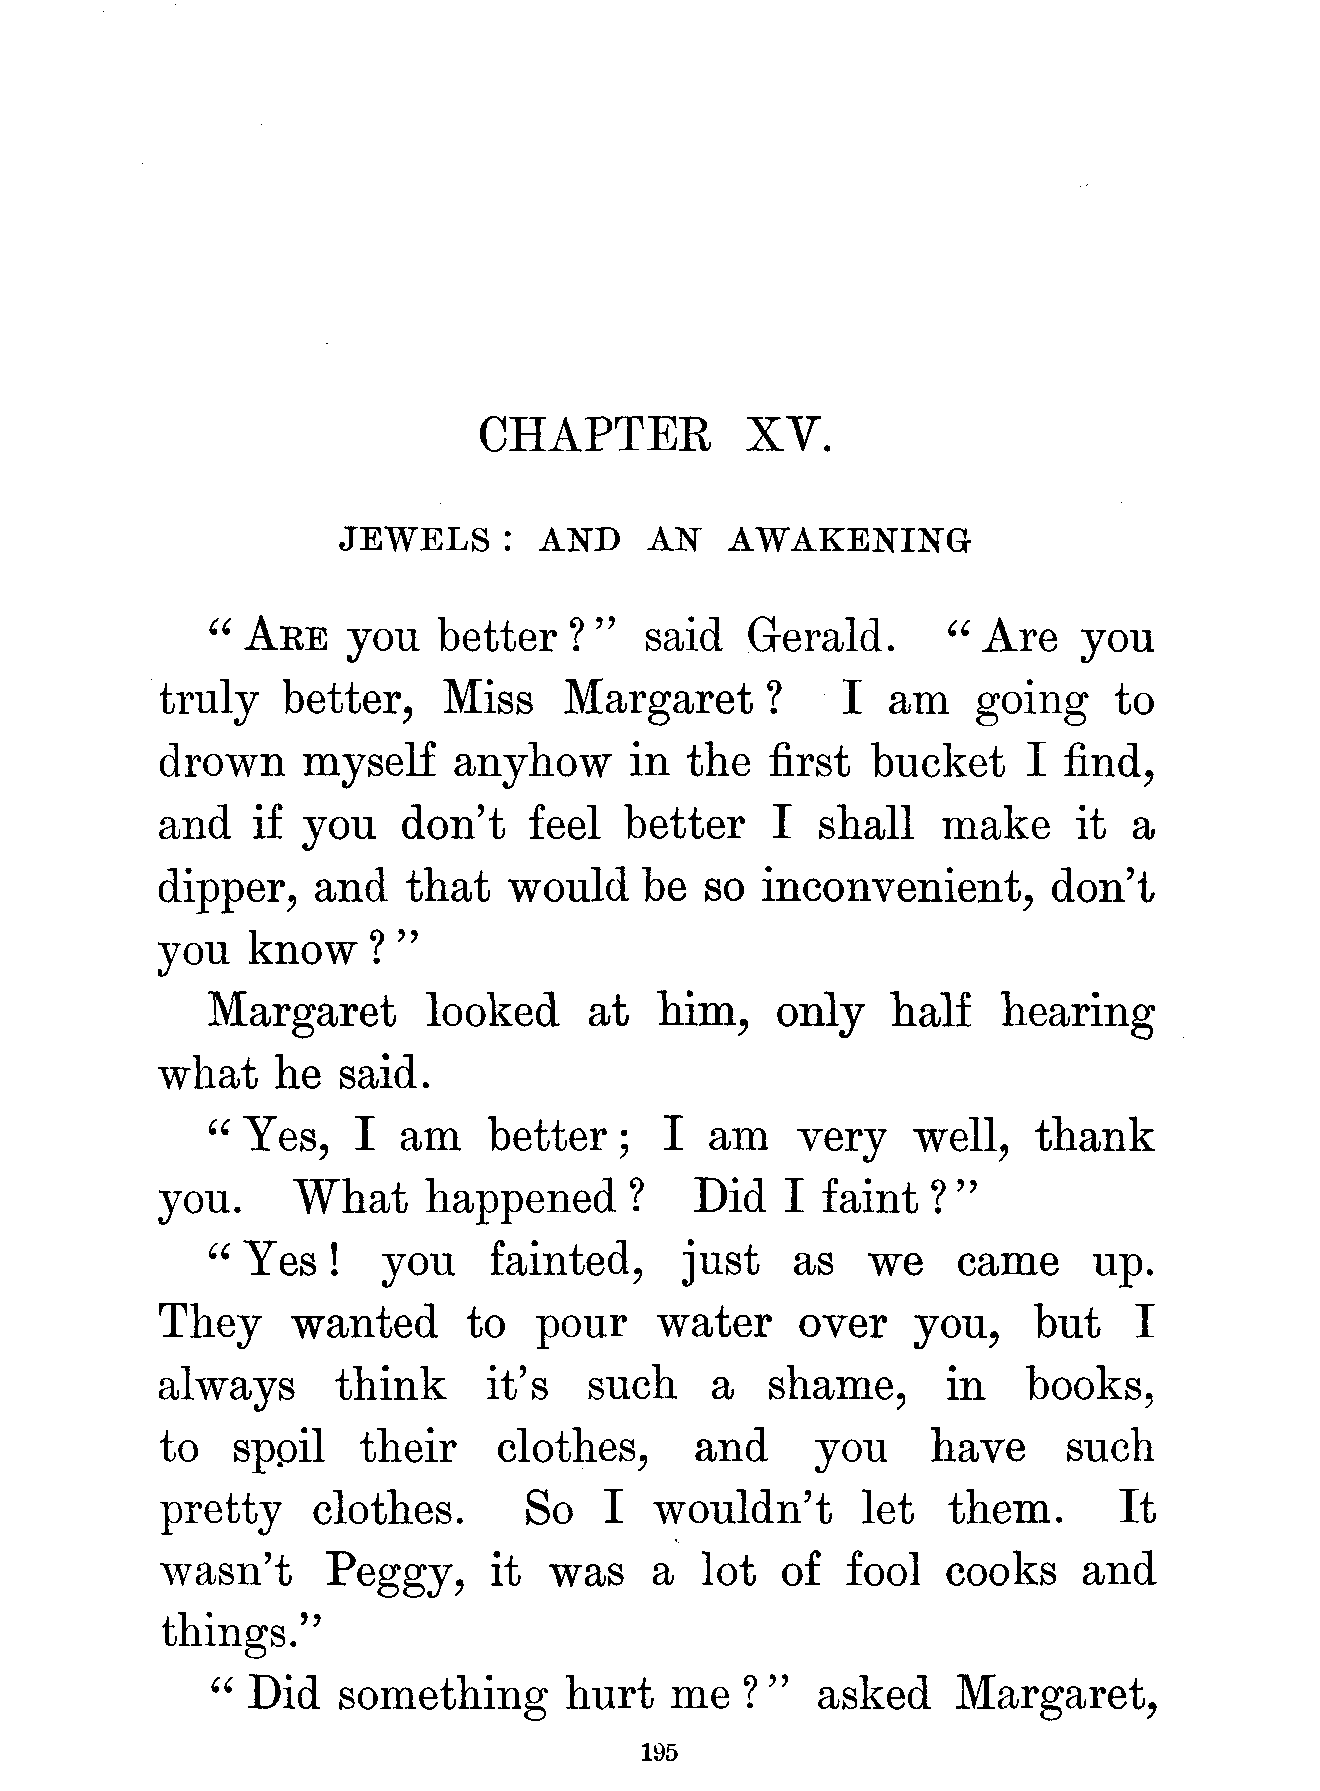 CHAPTER XV.
JEWELS: AND AN AWAKENING
"ARE you better?" said Gerald. "Are you
truly better, Miss Margaret? I am going to
drown myself anyhow in the first bucket I find,
and if you don't feel better I shall make it a
dipper, and that would be so inconvenient, don't
you know?"
Margaret looked at him, only half hearing
what he said.
"Yes, I am better; I am very well, thank
you. What happened? Did I faint?"
"Yes! you fainted, just as we came up.
They wanted to pour water over you, but I
always think it's such a shame, in books,
to spoil their clothes, and you have such
pretty clothes. So I wouldn't let them. It
wasn't Peggy, it was a lot of fool cooks and
things."
"Did something hurt me?" asked Margaret,
195